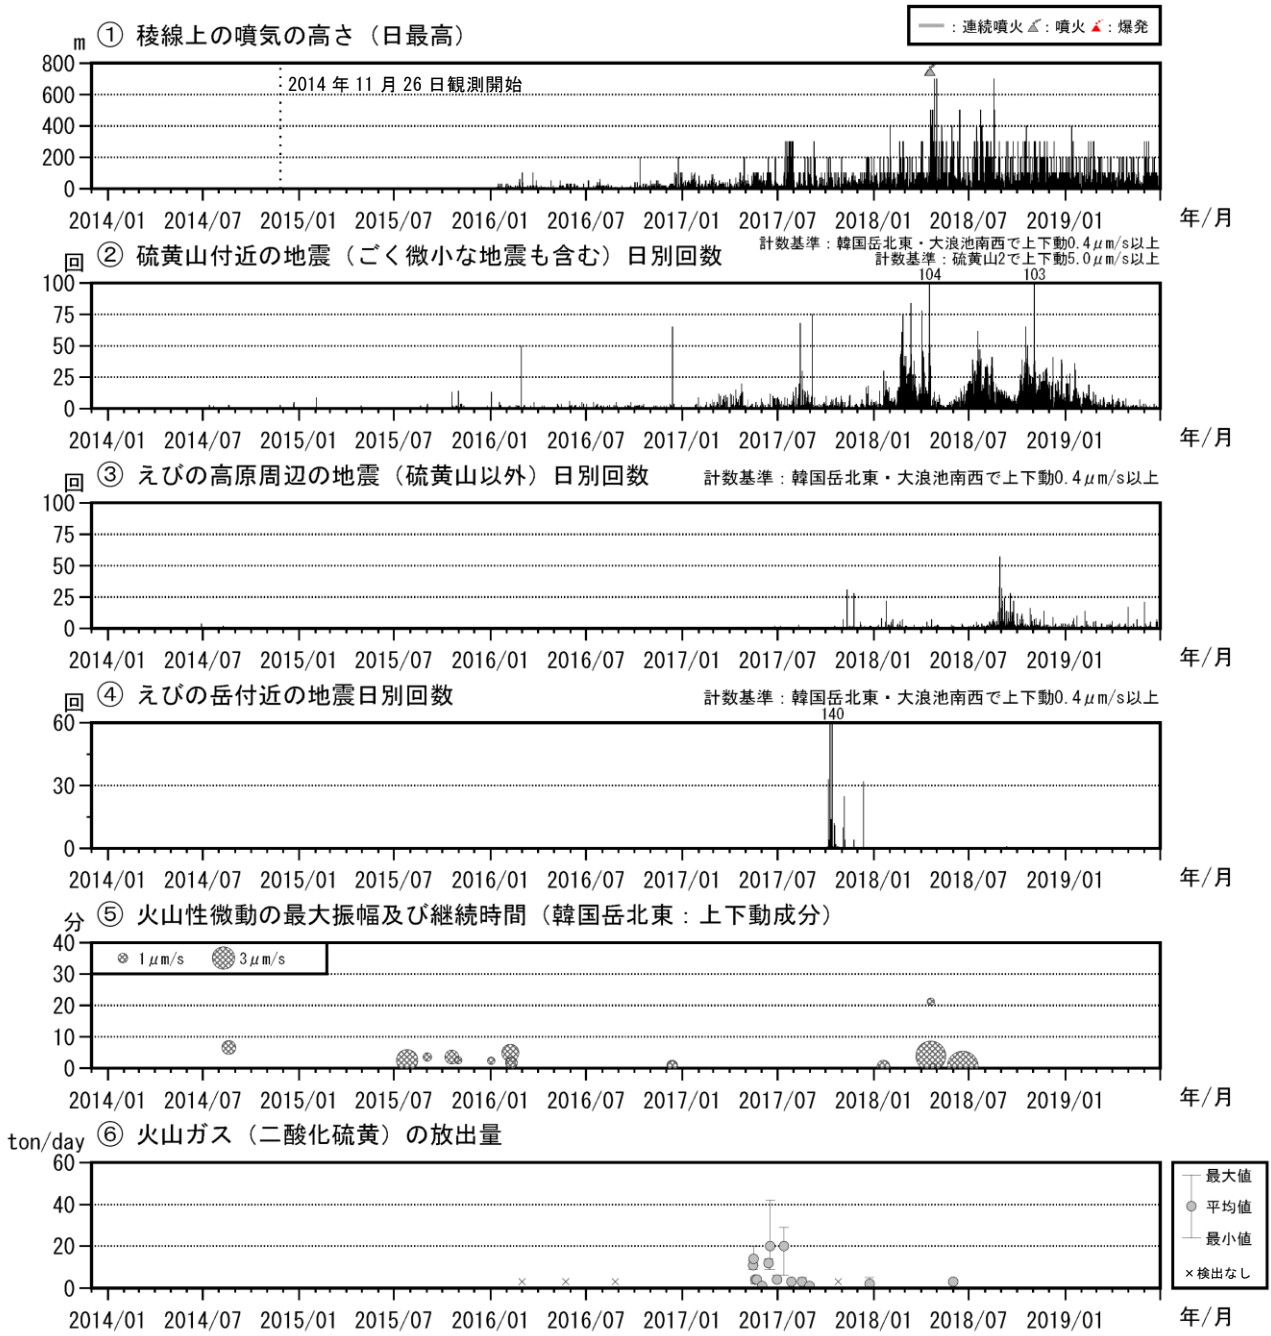 ① 稜線上の噴気の高さ（日最高）
：連続噴火 ：噴火 ：爆発
m
800
600
400
200
0
2014年11月26日観測開始
2014/01 2014/07 2015/01 2015/07 2016/01 2016/07 2017/01 2017/07 2018/01 2018/07 2019/01 年/月
② 硫黄山付近の地震（ごく微小な地震も含む）日別回数
計数基準：韓国岳北東・大浪池南西で上下動0.4μm/s以上
計数基準：硫黄山2で上下動5.0μm/s以上
回
104 103
100
75
50
25
0
2014/01 2014/07 2015/01 2015/07 2016/01 2016/07 2017/01 2017/07 2018/01 2018/07 2019/01 年/月
③ えびの高原周辺の地震（硫黄山以外）日別回数
計数基準：韓国岳北東・大浪池南西で上下動0.4μm/s以上
回
100
75
50
25
0
2014/01 2014/07 2015/01 2015/07 2016/01 2016/07 2017/01 2017/07 2018/01 2018/07 2019/01 年/月
④ えびの岳付近の地震日別回数
計数基準：韓国岳北東・大浪池南西で上下動0.4μm/s以上
回
140
60
30
0
2014/01 2014/07 2015/01 2015/07 2016/01 2016/07 2017/01 2017/07 2018/01 2018/07 2019/01 年/月
⑤ 火山性微動の最大振幅及び継続時間（韓国岳北東：上下動成分）
分
40
30
20
10
0
1μm/s 3μm/s
2014/01 2014/07 2015/01 2015/07 2016/01 2016/07 2017/01 2017/07 2018/01 2018/07 2019/01 年/月
⑥ 火山ガス（二酸化硫黄）の放出量
ton/day
60
40
20
0
最大値
平均値
最小値
×検出なし
2014/01 2014/07 2015/01 2015/07 2016/01 2016/07 2017/01 2017/07 2018/01 2018/07 2019/01 年/月